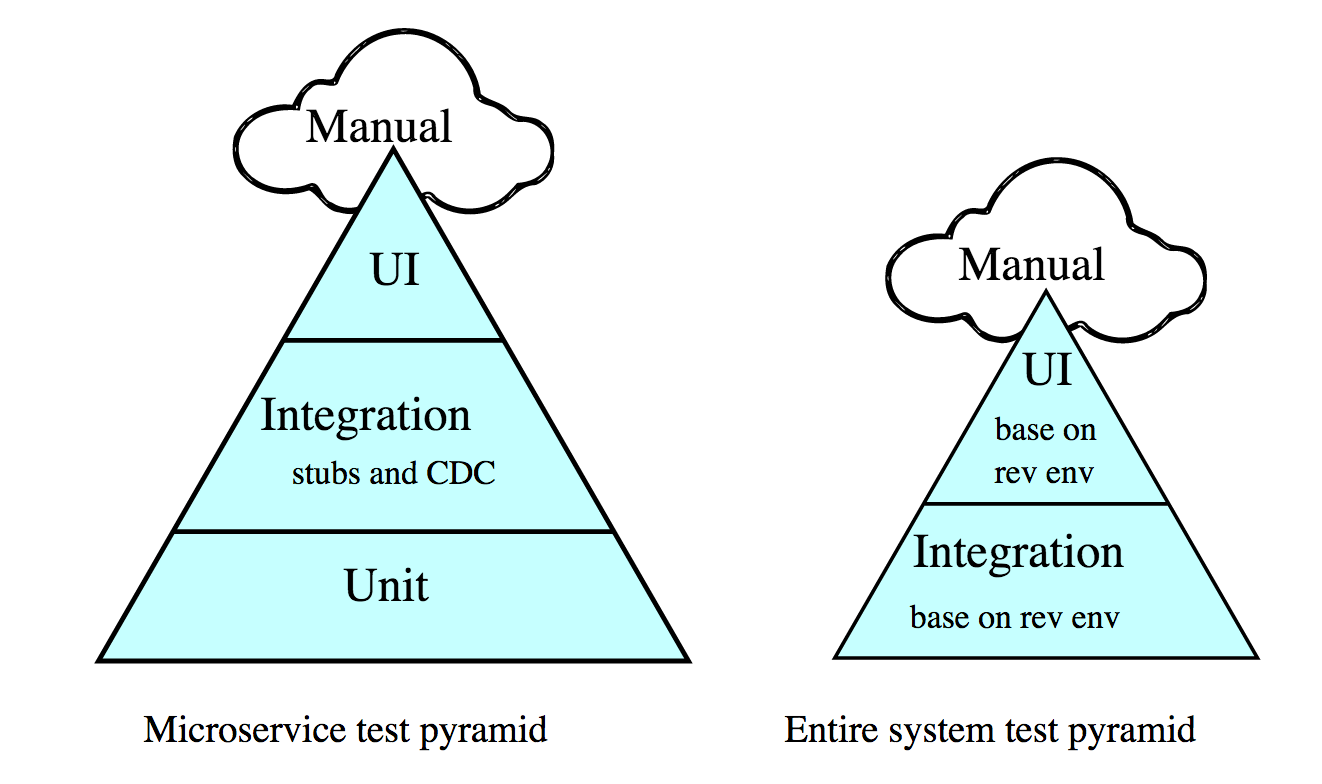 Manual
UI
Integration
stubs and CDC
Unit
Microservice test pyramid
Manual
UI
base on
rev env
Integration
base on rev env
Entire system test pyramid